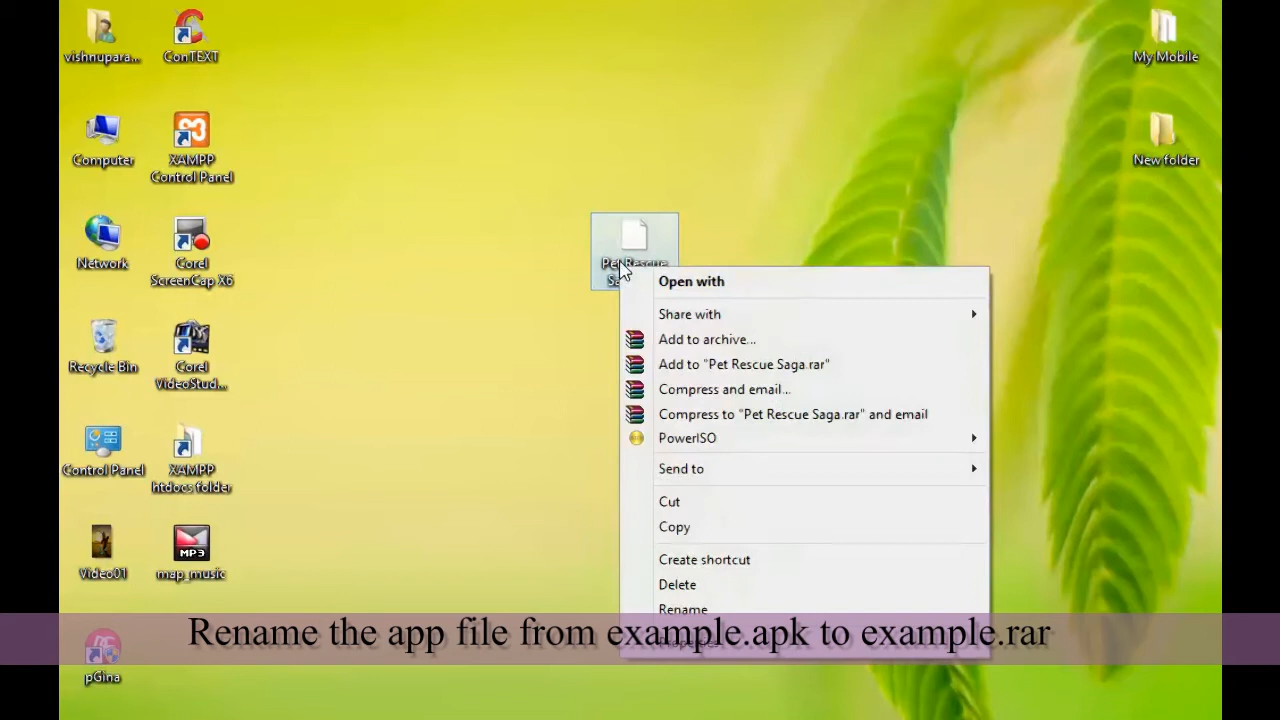 vishnupara...
ConTEXT
My Mobile
Computer
XAMPP
Control Panel
New folder
Network
Corel
ScreenCap X6
Pet Rescue
Open with
Share with
Add to archive...
Add to "Pet Rescue Saga.rar"
Compress and email...
Compress to "Pet Rescue Saga.rar" and email
PowerISO
Send to
Cut
Copy
Create shortcut
Delete
Rename
Recycle Bin
Corel
VideoStud...
Control Panel
XAMPP
htdocs folder
Video01
MP3
map_music
Rename the app file from example.apk to example.rar
pGina